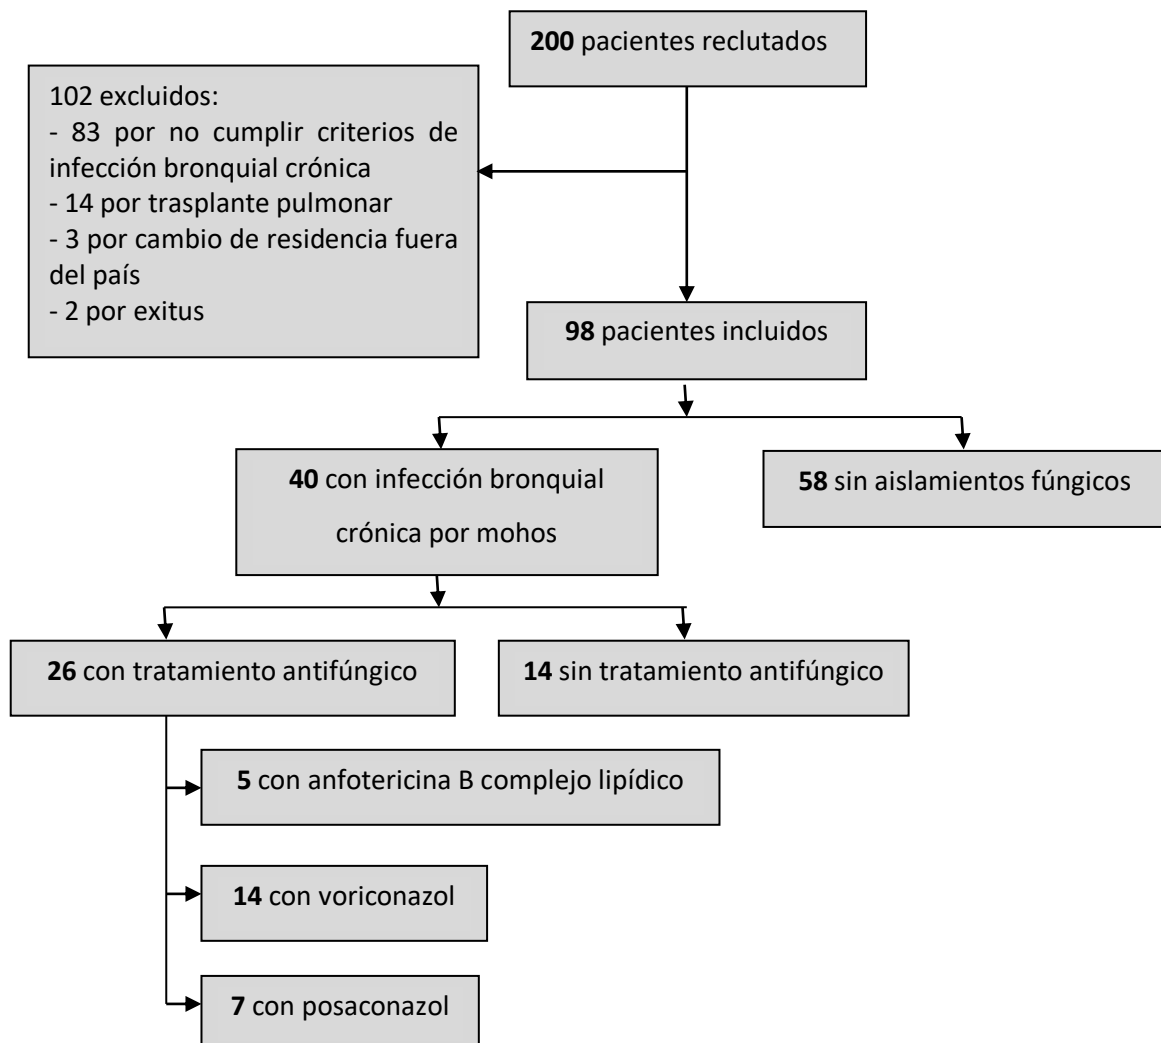 200 pacientes reclutados
102 excluidos:
- 83 por no cumplir criterios de
infección bronquial crónica
- 14 por trasplante pulmonar
- 3 por cambio de residencia fuera
del país
- 2 por exitus
98 pacientes incluidos
40 con infección bronquial
crónica por mohos
58 sin aislamientos fúngicos
26 con tratamiento antifúngico
14 sin tratamiento antifúngico
5 con anfotericina B complejo lipídico
14 con voriconazol
7 con posaconazol